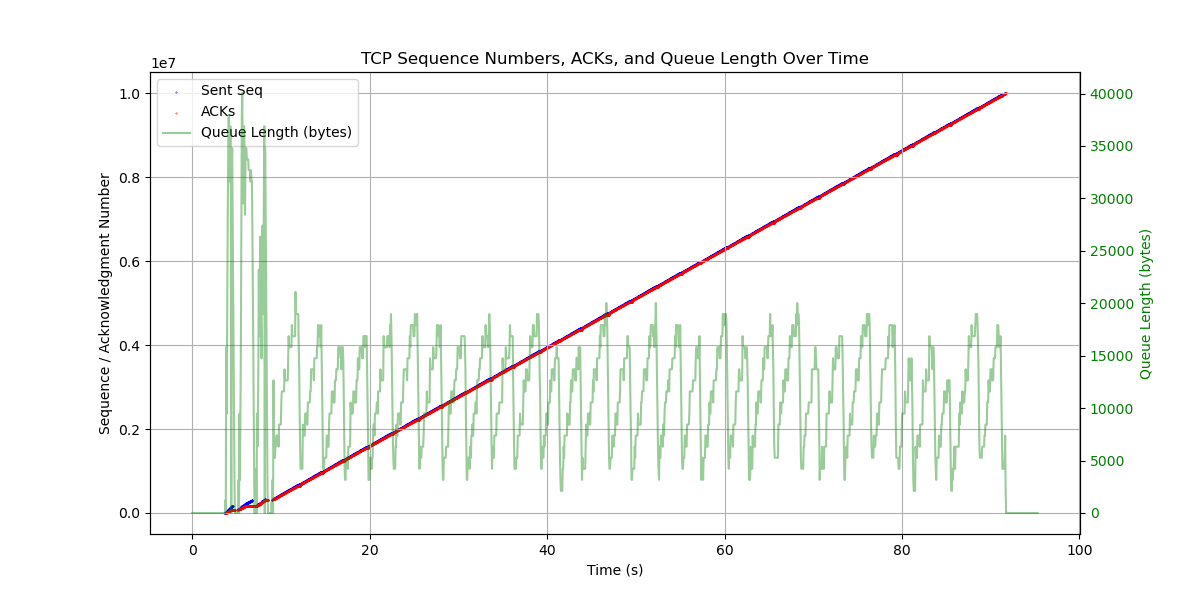 TCP Sequence Numbers, ACKs, and Queue Length Over Time
1e7
Sent Seq
ACKs
Queue Length (bytes)
1.0
0.8
0.6
0.4
0.2
0.0
Sequence / Acknowledgment Number
40000
35000
30000
25000
20000
15000
10000
5000
0
Queue Length (bytes)
0
20
40
60
80
100
Time (s)